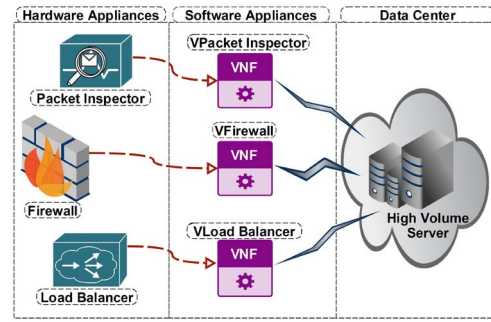 Hardware Appliances
Software Appliances
Data Center
VPacket Inspector
VNF
Packet Inspector
VFirewall
VNF
Firewall
High Volume
Server
VLoad Balancer
VNF
Load Balancer